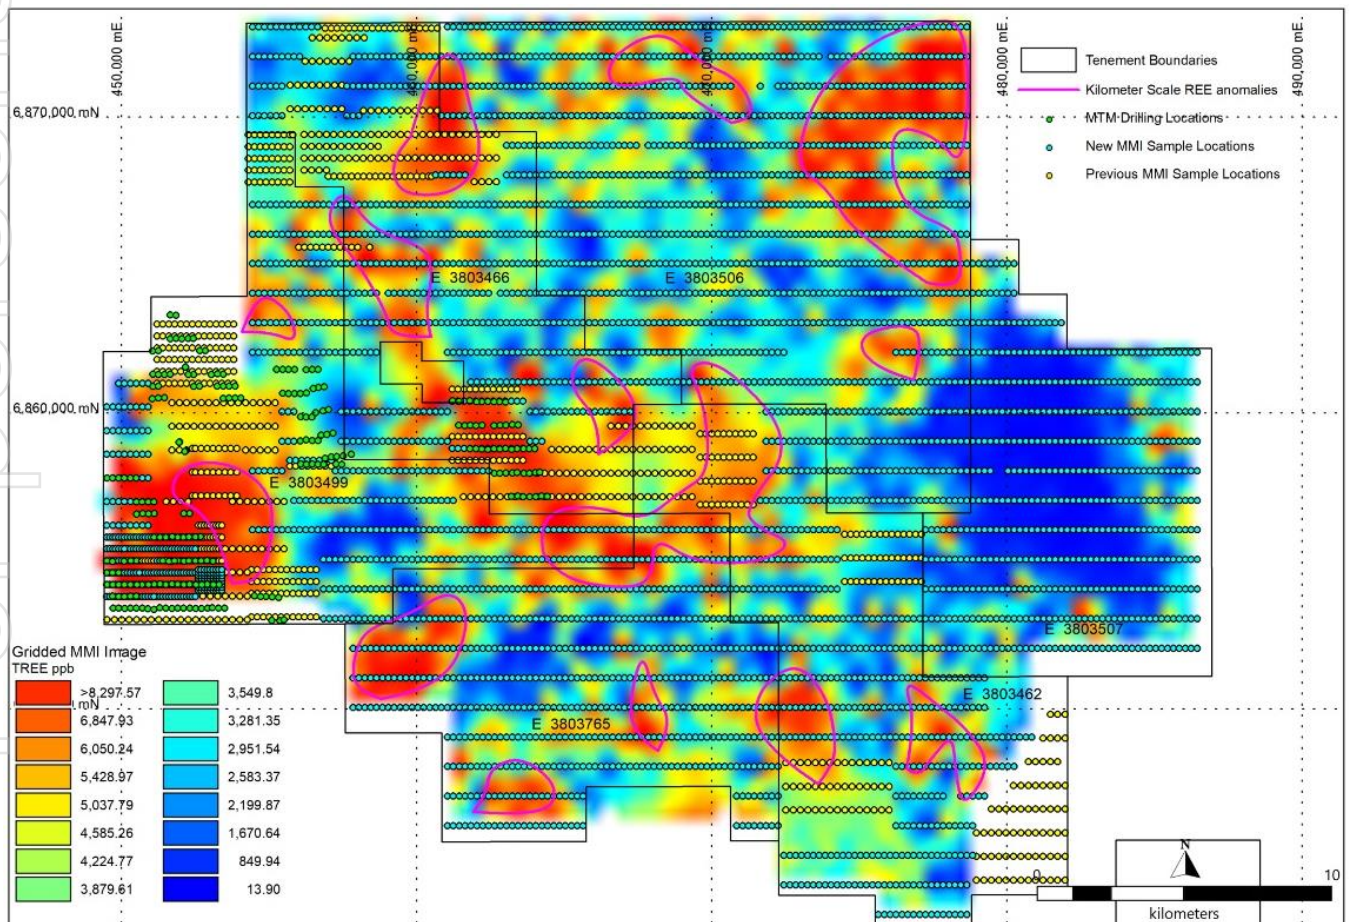 450,000 mE
480,000 mE
490,000 mE
Tenement Boundaries
Kilometer Scale REE anomalies
6,870,000 mN
MTM Drilling Locations
New MMI Sample Locations
Previous MMI Sample Locations
E 3803466
E 3803506
6,860,000 mN
E 3803499
E 3803507
Gridded MMI Image
TREE ppb
>8,297.57
3,549.8
mN
6,847.93
3,281.35
E 3803462
E 3803765
6,050.24
2,951.54
5,428.97
2,583.37
5,037.79
2,199.87
4,585.26
1,670.64
4,224.77
849.94
3,879.61
13.90
N
0
10
kilometers